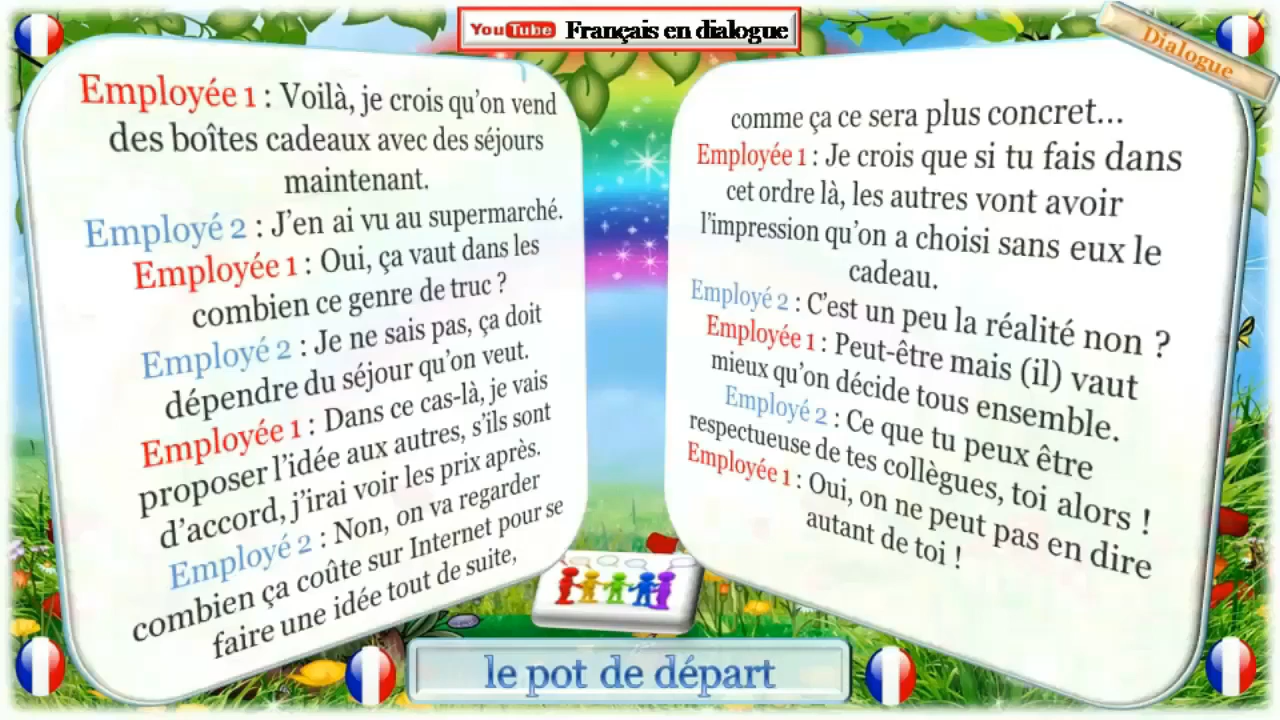 YouTube Français en dialogue
Dialogue
Employée 1 : Voilà, je crois qu'on vend
des boîtes cadeaux avec des séjours
maintenant.
Employé 2 : J'en ai vu au supermarché.
Employée 1 : Oui, ça vaut dans les
combien ce genre de truc ?
Employé 2 : Je ne sais pas, ça doit
dépendre du séjour qu'on veut.
Employée 1 : Dans ce cas-là, je vais
proposer l'idée aux autres, s'ils sont
d'accord, j'irai voir les prix après.
Employé 2 : Non, on va regarder
combien ça coûte sur Internet pour se
faire une idée tout de suite,
comme ça ce sera plus concret...
Employée 1 : Je crois que si tu fais dans
cet ordre là, les autres vont avoir
l'impression qu'on a choisi sans eux le
cadeau.
Employé 2 : C'est un peu la réalité non ?
Employée 1 : Peut-être mais (il) vaut
mieux qu'on décide tous ensemble.
Employé 2 : Ce que tu peux être
respectueuse de tes collègues, toi alors !
Employée 1 : Oui, on ne peut pas en dire
autant de toi !
le pot de départ